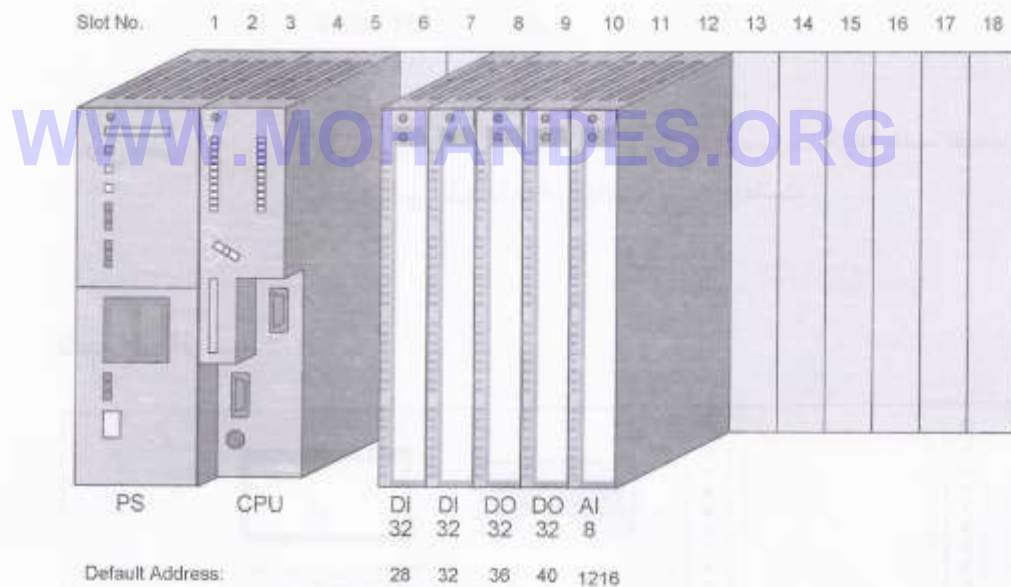 Slot No. 1 2 3 4 5 6 7 8 9 10 11 12 13 14 15 16 17 18
WWW.MOHANDES.ORG
PS CPU DI DI DO DO AI
32 32 32 32 8
Default Address: 28 32 36 40 1216